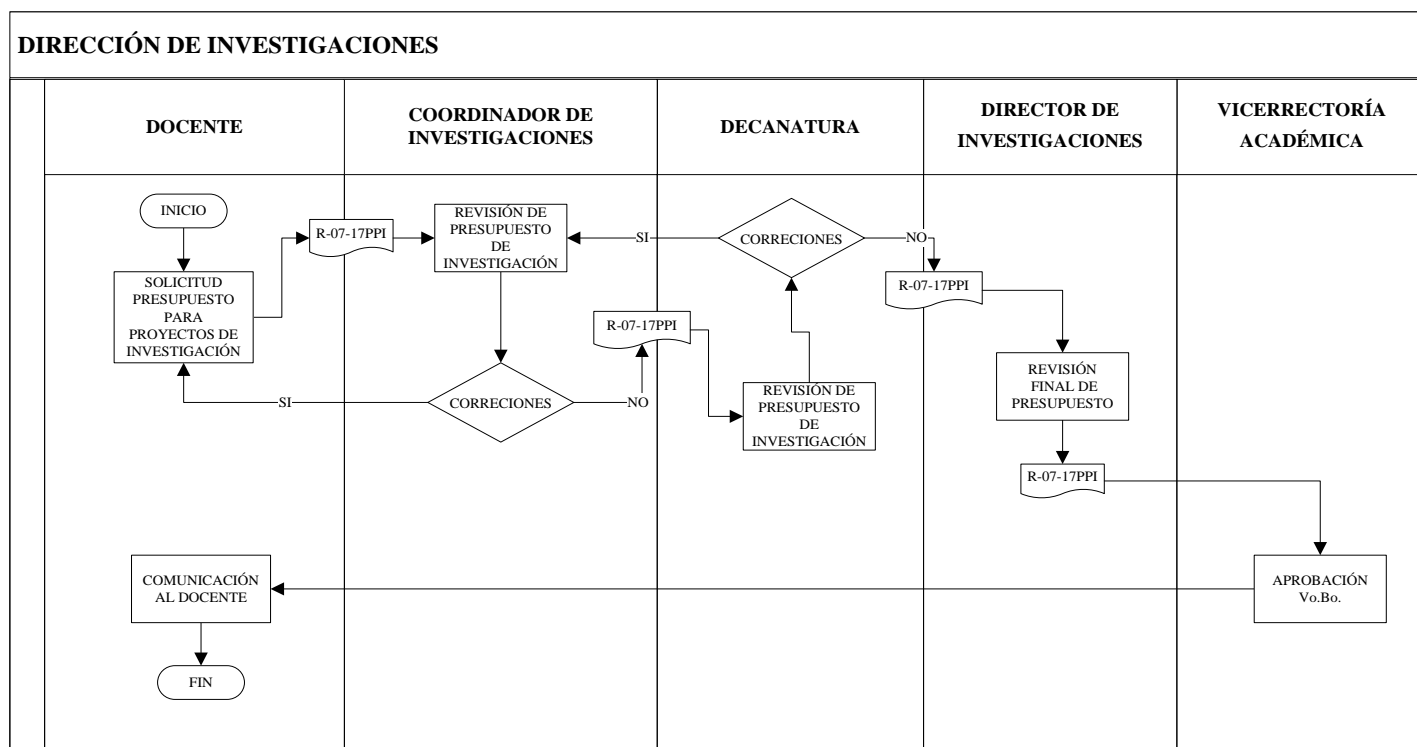 DIRECCIÓN DE INVESTIGACIONES
DOCENTE
COORDINADOR DE
INVESTIGACIONES
DECANATURA
DIRECTOR DE
INVESTIGACIONES
VICERRECTORÍA
ACADÉMICA
INICIO
SOLICITUD
PRESUPUESTO
PARA
PROYECTOS DE
INVESTIGACIÓN
R-07-17PPI
REVISIÓN DE
PRESUPUESTO
DE
INVESTIGACIÓN
CORRECIONES
SI
NO
R-07-17PPI
REVISIÓN DE
PRESUPUESTO
DE
INVESTIGACIÓN
CORRECIONES
SI
NO
R-07-17PPI
REVISIÓN
FINAL DE
PRESUPUESTO
R-07-17PPI
APROBACIÓN
Vo.Bo.
COMUNICACIÓN
AL DOCENTE
FIN